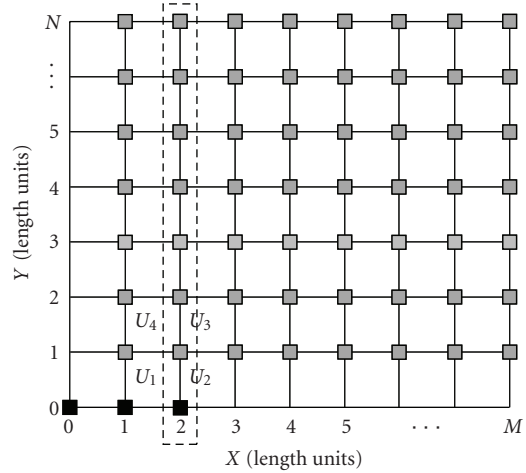 N
⋮
5
4
3
2
1
0
Y (length units)
U4 U3
U1 U2
0 1 2 3 4 5 ··· M
X (length units)